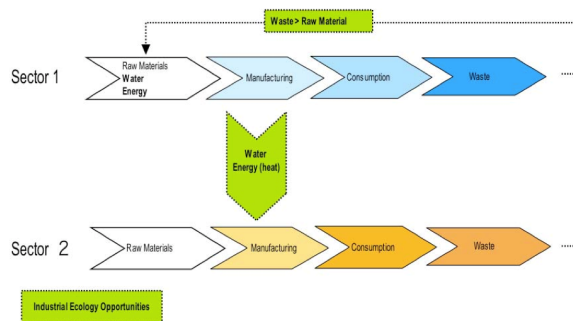 Waste> Raw Material
Sector 1
Raw Materials
Water
Energy
Manufacturing
Consumption
Waste
Water
Energy (heat)
Sector 2
Raw Materials
Manufacturing
Consumption
Waste
Industrial Ecology Opportunities